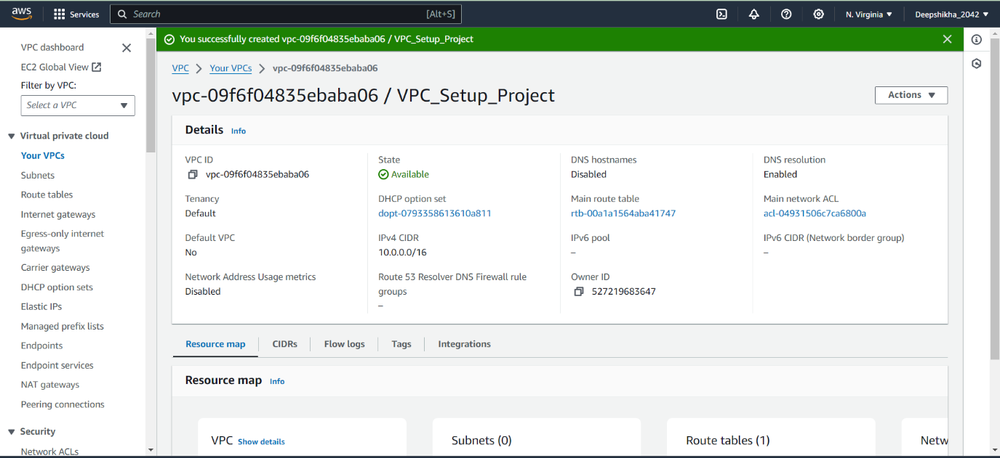 aws
Services
Search
[Alt+S]
N. Virginia
Deepshikha_2042
VPC dashboard
EC2 Global View
Filter by VPC:
Select a VPC
Virtual private cloud
Your VPCs
Subnets
Route tables
Internet gateways
Egress-only internet
gateways
Carrier gateways
DHCP option sets
Elastic IPs
Managed prefix lists
Endpoints
Endpoint services
NAT gateways
Peering connections
Security
Network ACLs
You successfully created vpc-09f6f04835ebaba06 / VPC_Setup_Project
VPC
Your VPCs
vpc-09f6f04835ebaba06
vpc-09f6f04835ebaba06 / VPC_Setup_Project
Actions
Details Info
VPC ID
vpc-09f6f04835ebaba06
State
Available
DNS hostnames
Disabled
DNS resolution
Enabled
Tenancy
Default
DHCP option set
dopt-0793358613610a811
Main route table
rtb-00a1a1564aba41747
Main network ACL
acl-04931506c7ca6800a
Default VPC
No
IPv4 CIDR
10.0.0.0/16
IPv6 pool
–
IPv6 CIDR (Network border group)
–
Network Address Usage metrics
Disabled
Route 53 Resolver DNS Firewall rule
groups
–
Owner ID
527219683647
Resource map
CIDRs
Flow logs
Tags
Integrations
Resource map Info
VPC Show details
Subnets (0)
Route tables (1)
Netw